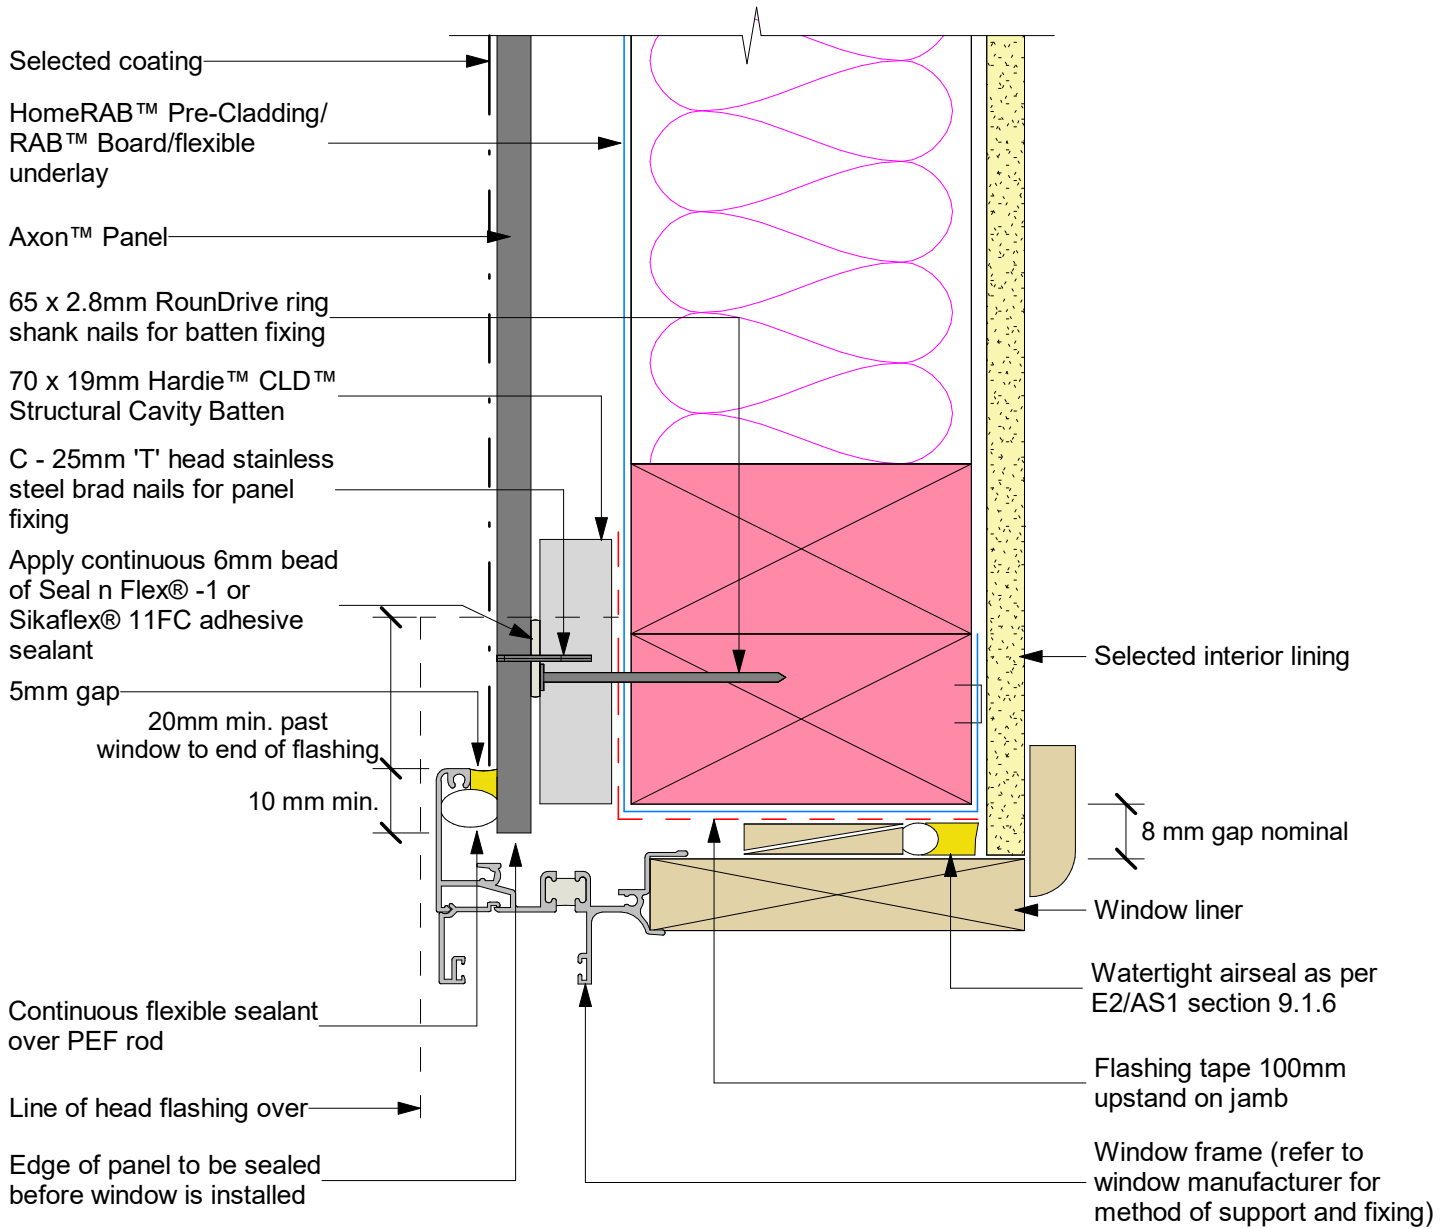 Selected coating
HomeRAB™ Pre-Cladding/
RAB™ Board/flexible
underlay
Axon™ Panel
65 x 2.8mm RounDrive ring
shank nails for batten fixing
70 x 19mm Hardie™ CLD™
Structural Cavity Batten
C - 25mm 'T' head stainless
steel brad nails for panel
fixing
Apply continuous 6mm bead
of Seal n Flex® -1 or
Sikaflex® 11FC adhesive
sealant
5mm gap
20mm min. past
window to end of flashing
10 mm min.
Continuous flexible sealant
over PEF rod
Line of head flashing over
Edge of panel to be sealed
before window is installed
Selected interior lining
8 mm gap nominal
Window liner
Watertight airseal as per
E2/AS1 section 9.1.6
Flashing tape 100mm
upstand on jamb
Window frame (refer to
window manufacturer for
method of support and fixing)